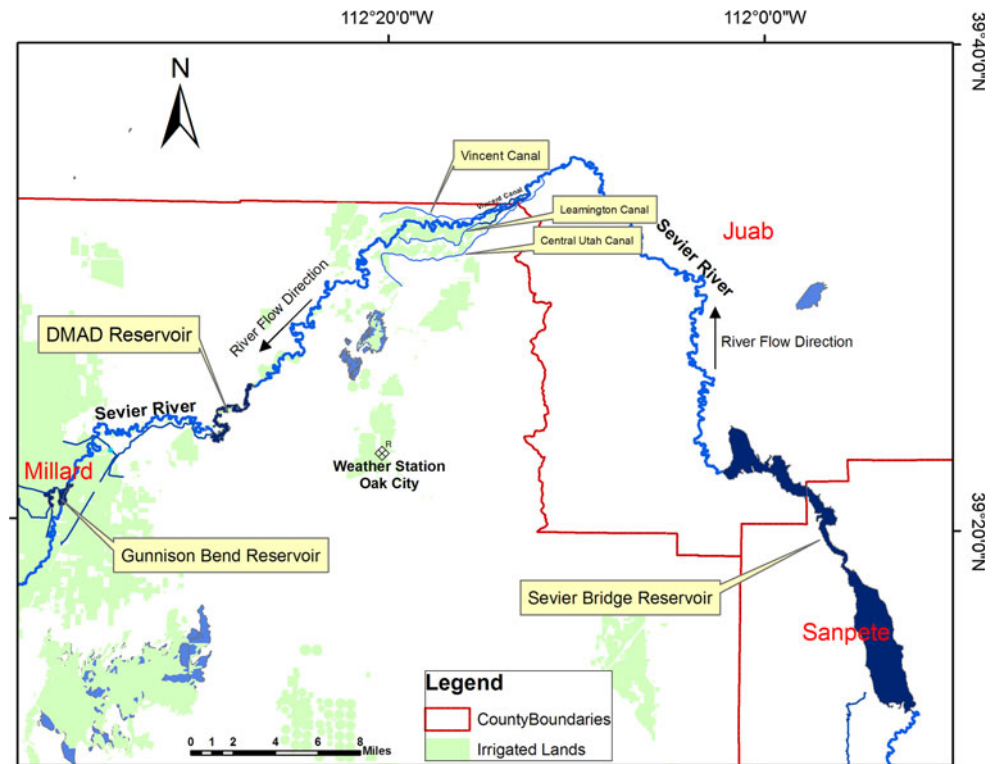 112°20'0"W
112°0'0"W
39°40'0"N
N
Vincent Canal
Vincent Canal
Leamington Canal
Central Utah Canal
Juab
Sevier River
River Flow Direction
DMAD Reservoir
River Flow Direction
Sevier River
R
Weather Station
Oak City
Millard
39°20'0"N
Gunnison Bend Reservoir
Sevier Bridge Reservoir
Sanpete
Legend
CountyBoundaries
Irrigated Lands
0 1 2 4 6 8
Miles